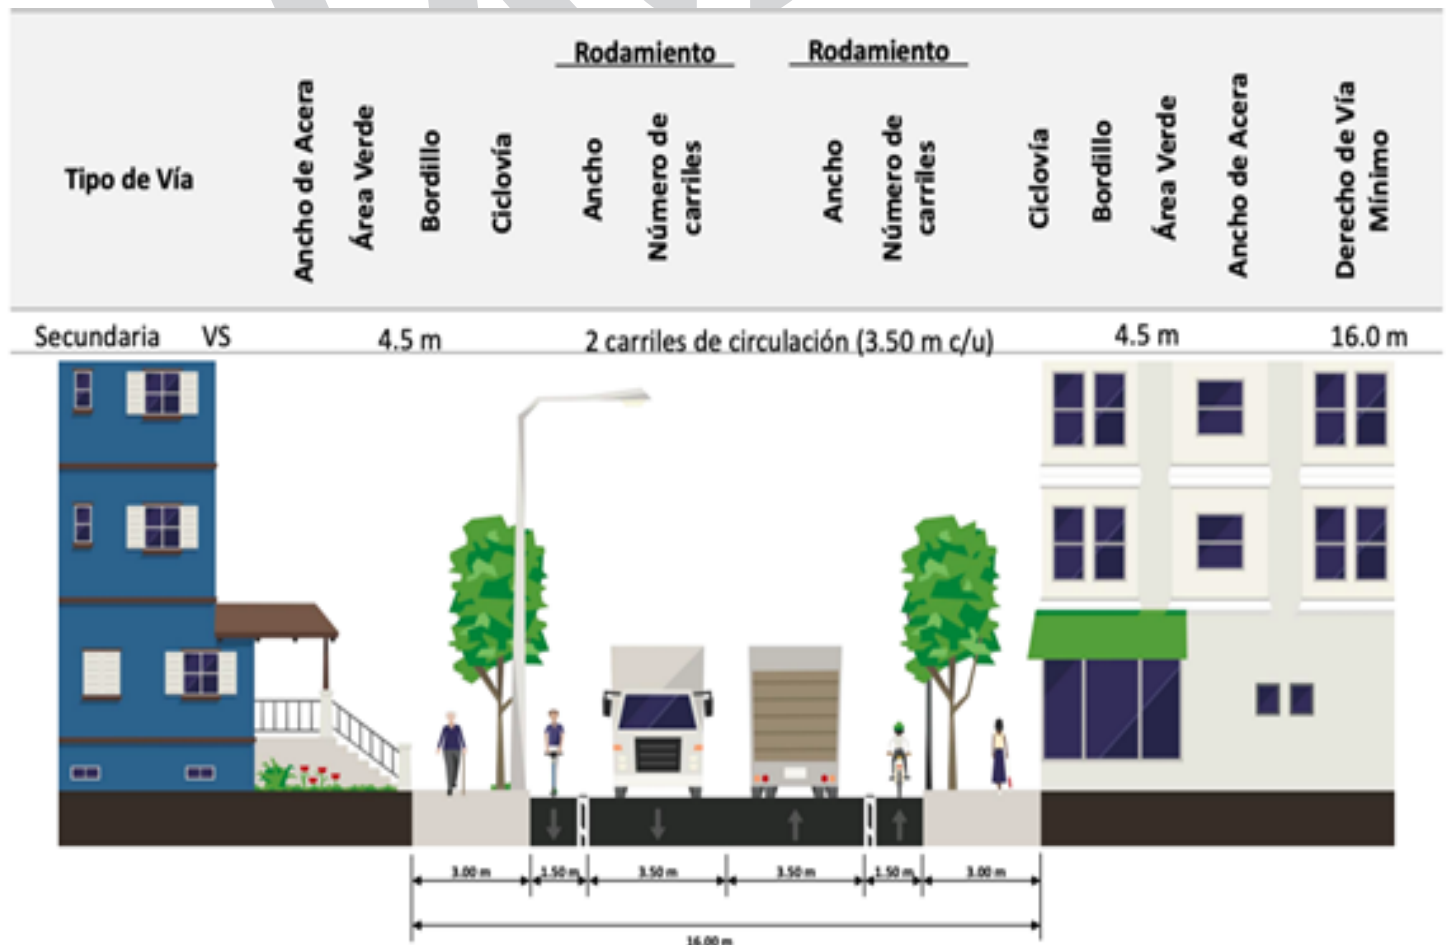 Rodamiento Rodamiento
Tipo de Vía
Ancho de Acera
Área Verde
Bordillo
Ciclovía
Ancho
Número de
carriles
Ancho
Número de
carriles
Ciclovía
Bordillo
Área Verde
Ancho de Acera
Derecho de Vía
Mínimo
Secundaria VS 4.5 m 2 carriles de circulación (3.50 m c/u) 4.5 m 16.0 m
3.00 m 1.50 m 3.50 m 3.50 m 1.50 m 3.00 m
16.00 m